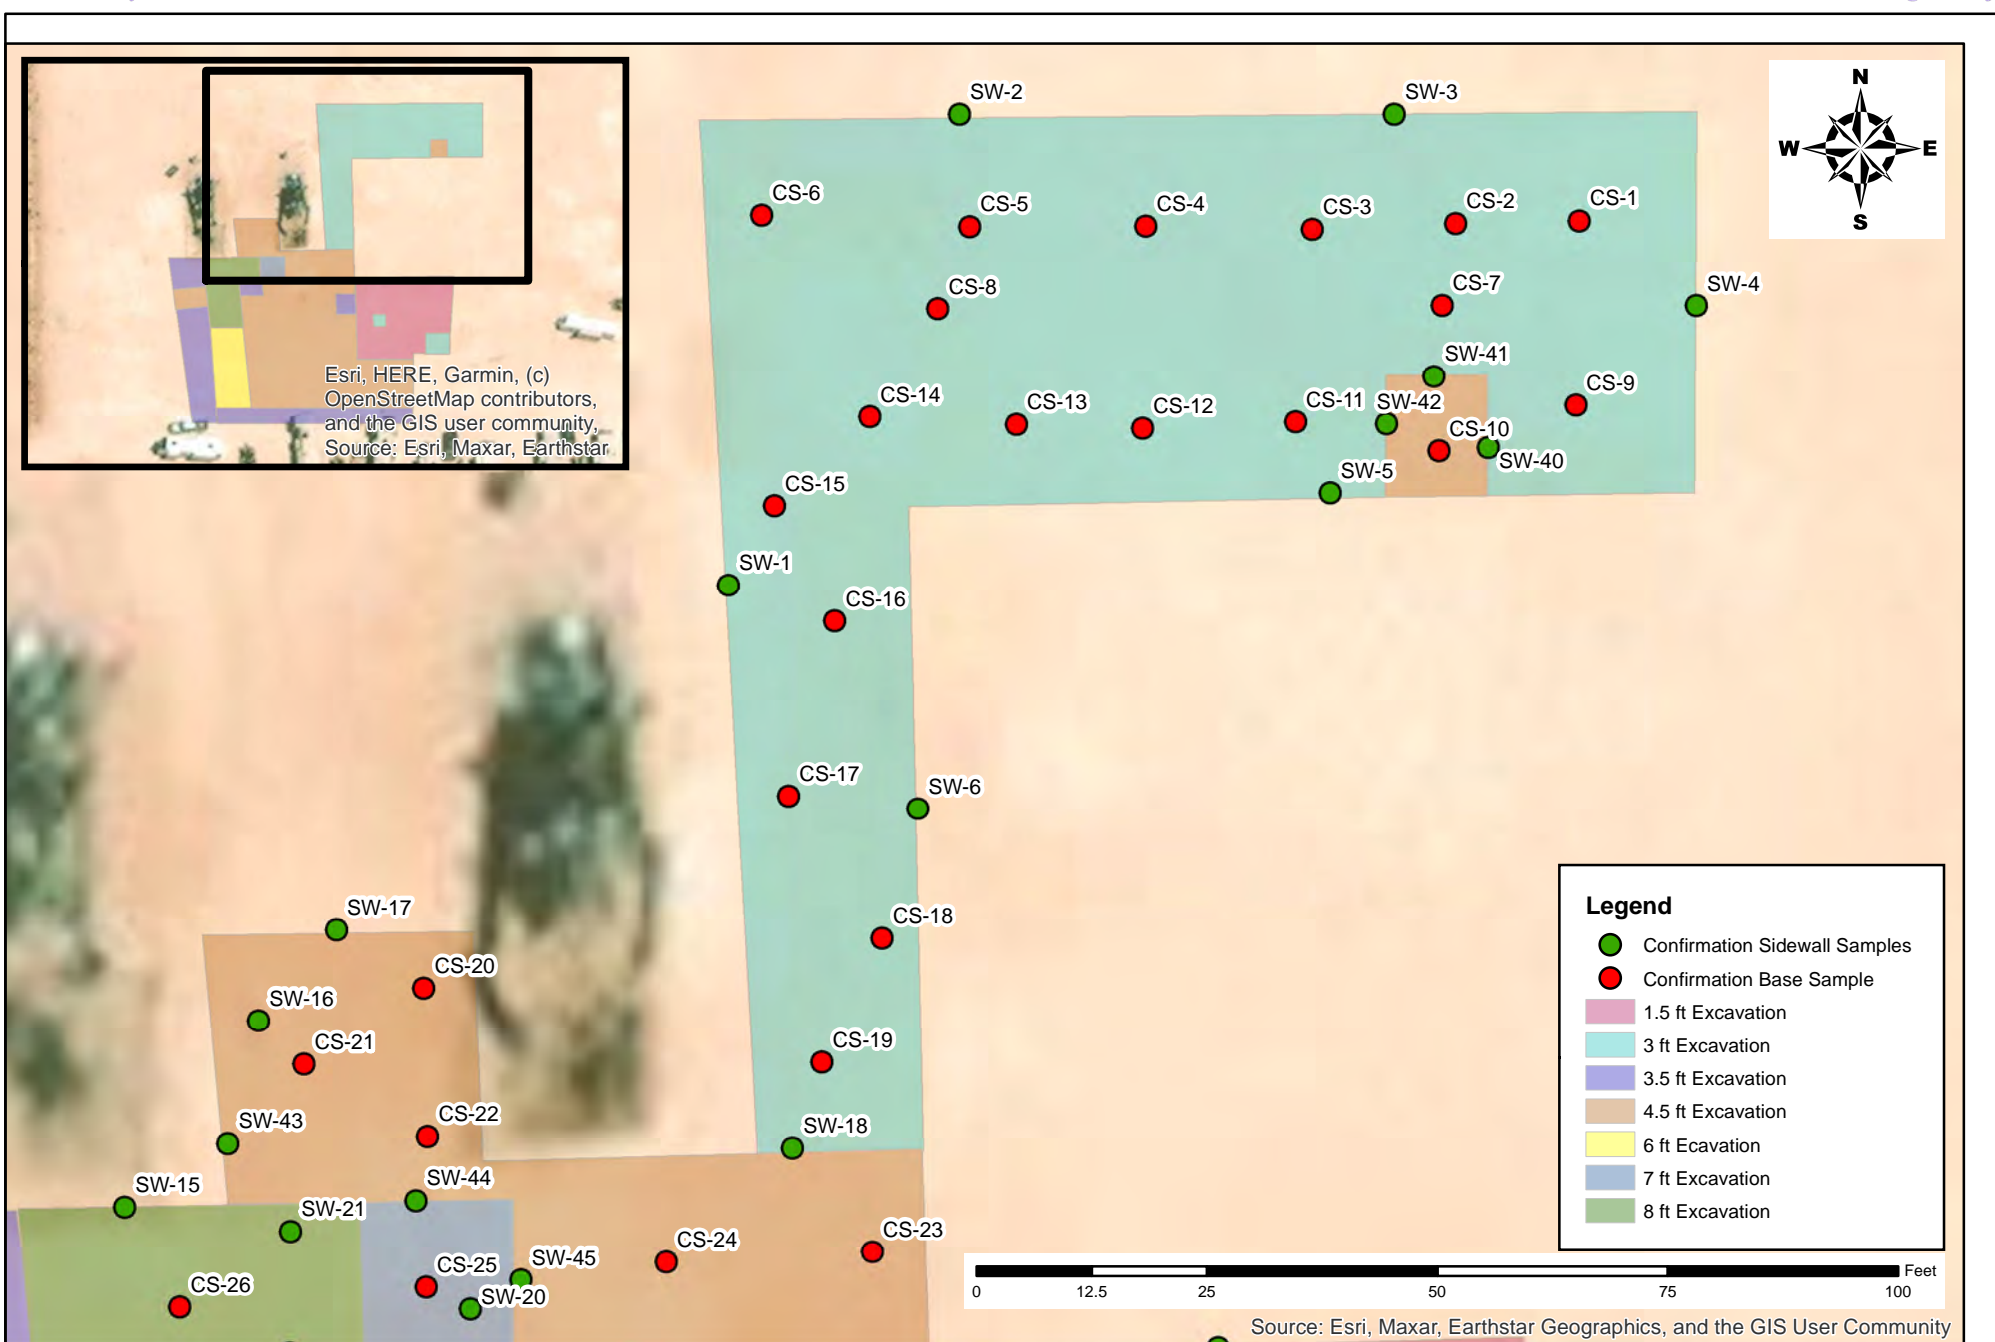 SW-2
SW-3
N
W
E
S
CS-6
CS-5
CS-4
CS-3
CS-2
CS-1
CS-8
CS-7
SW-4
SW-41
CS-14
CS-13
CS-12
CS-11
SW-42
CS-9
CS-10
SW-40
SW-5
Esri, HERE, Garmin, (c)
OpenStreetMap contributors,
and the GIS user community,
Source: Esri, Maxar, Earthstar
CS-15
SW-1
CS-16
CS-17
SW-6
SW-17
CS-18
CS-20
SW-16
CS-21
CS-19
SW-43
CS-22
SW-18
SW-15
SW-44
SW-21
CS-24
CS-23
CS-26
CS-25
SW-45
SW-20
Legend
Confirmation Sidewall Samples
Confirmation Base Sample
1.5 ft Excavation
3 ft Excavation
3.5 ft Excavation
4.5 ft Excavation
6 ft Ecavation
7 ft Excavation
8 ft Excavation
Feet
0 12.5 25 50 75 100
Source: Esri, Maxar, Earthstar Geographics, and the GIS User Community